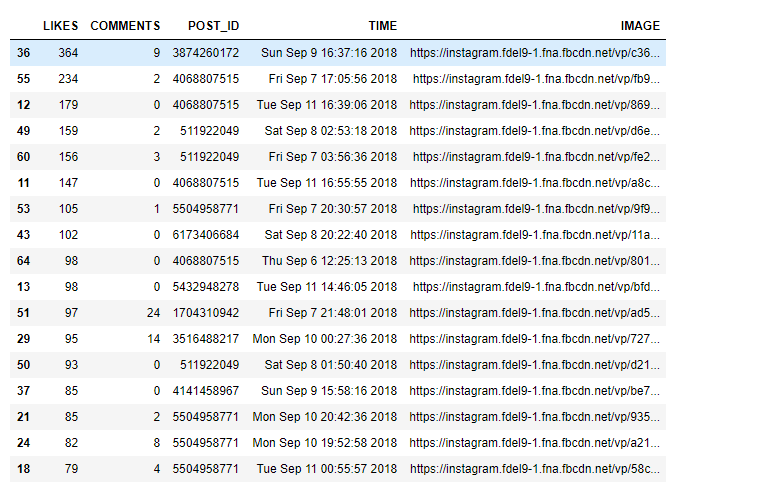 LIKES COMMENTS POST_ID TIME IMAGE
36 364 9 3874260172 Sun Sep 9 16:37:16 2018 https://instagram.fdel9-1.fna.fbcdn.net/vp/c36...
55 234 2 4068807515 Fri Sep 7 17:05:56 2018 https://instagram.fdel9-1.fna.fbcdn.net/vp/fb9...
12 179 0 4068807515 Tue Sep 11 16:39:06 2018 https://instagram.fdel9-1.fna.fbcdn.net/vp/869...
49 159 2 511922049 Sat Sep 8 02:53:18 2018 https://instagram.fdel9-1.fna.fbcdn.net/vp/d6e...
60 156 3 511922049 Fri Sep 7 03:56:36 2018 https://instagram.fdel9-1.fna.fbcdn.net/vp/fe2...
11 147 0 4068807515 Tue Sep 11 16:55:55 2018 https://instagram.fdel9-1.fna.fbcdn.net/vp/a8c...
53 105 1 5504958771 Fri Sep 7 20:30:57 2018 https://instagram.fdel9-1.fna.fbcdn.net/vp/9f9...
43 102 0 6173406684 Sat Sep 8 20:22:40 2018 https://instagram.fdel9-1.fna.fbcdn.net/vp/11a...
64 98 0 4068807515 Thu Sep 6 12:25:13 2018 https://instagram.fdel9-1.fna.fbcdn.net/vp/801...
13 98 0 5432948278 Tue Sep 11 14:46:05 2018 https://instagram.fdel9-1.fna.fbcdn.net/vp/bfd...
51 97 24 1704310942 Fri Sep 7 21:48:01 2018 https://instagram.fdel9-1.fna.fbcdn.net/vp/ad5...
29 95 14 3516488217 Mon Sep 10 00:27:36 2018 https://instagram.fdel9-1.fna.fbcdn.net/vp/727...
50 93 0 511922049 Sat Sep 8 01:50:40 2018 https://instagram.fdel9-1.fna.fbcdn.net/vp/d21...
37 85 0 4141458967 Sun Sep 9 15:58:16 2018 https://instagram.fdel9-1.fna.fbcdn.net/vp/be7...
21 85 2 5504958771 Mon Sep 10 20:42:36 2018 https://instagram.fdel9-1.fna.fbcdn.net/vp/935...
24 82 8 5504958771 Mon Sep 10 19:52:58 2018 https://instagram.fdel9-1.fna.fbcdn.net/vp/a21...
18 79 4 5504958771 Tue Sep 11 00:55:57 2018 https://instagram.fdel9-1.fna.fbcdn.net/vp/58c...